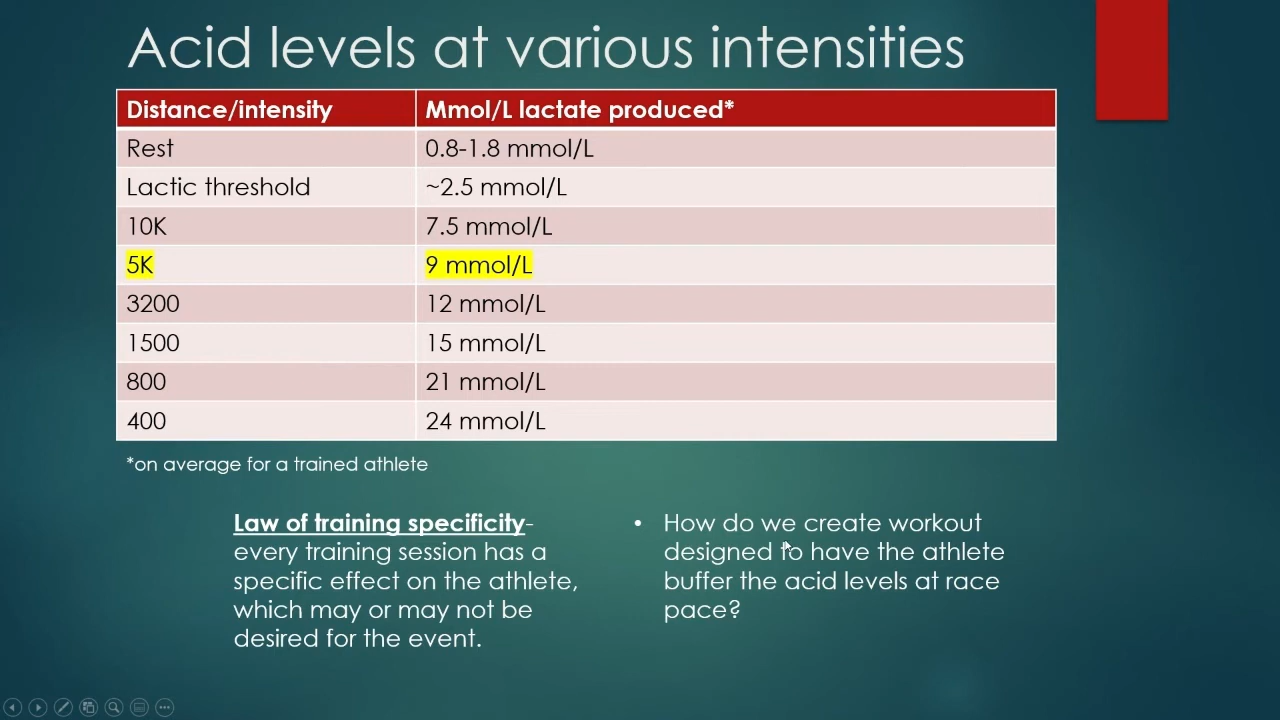 Acid levels at various intensities
Distance/intensity Mmol/L lactate produced*
Rest 0.8-1.8 mmol/L
Lactic threshold ~2.5 mmol/L
10K 7.5 mmol/L
5K 9 mmol/L
3200 12 mmol/L
1500 15 mmol/L
800 21 mmol/L
400 24 mmol/L
*on average for a trained athlete
Law of training specificity-
every training session has a
specific effect on the athlete,
which may or may not be
desired for the event.
• How do we create workout
designed to have the athlete
buffer the acid levels at race
pace?